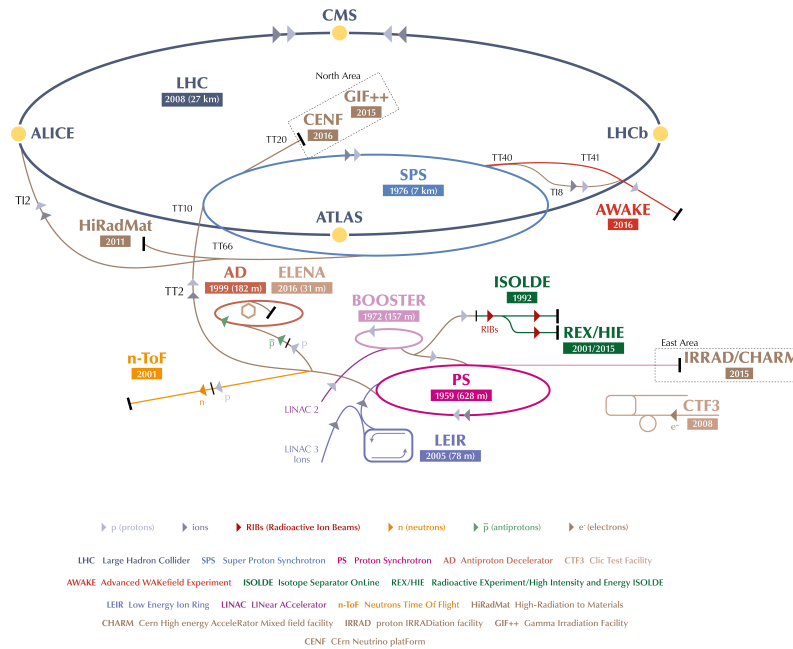 CMS
North Area
LHC
2008 (27 km)
GIF++
2015
CENF
2016
ALICE
LHCb
TT20
TT40
TT41
SPS
1976 (7 km)
TI8
TI2
TT10
AWAKE
2016
ATLAS
HiRadMat
2011
TT66
AD
1999 (182 m)
ELENA
2016 (31 m)
TT2
ISOLDE
1992
BOOSTER
1972 (157 m)
RIBs
REX/HIE
2001/2015
p̄
p
East Area
n-ToF
2001
IRRAD/CHARM
2015
PS
1959 (628 m)
n
p
LINAC 2
CTF3
2008
e-
LEIR
2005 (78 m)
LINAC 3
Ions
p (protons)
ions
RIBs (Radioactive Ion Beams)
n (neutrons)
p̄ (antiprotons)
e- (electrons)
LHC Large Hadron Collider SPS Super Proton Synchrotron PS Proton Synchrotron AD Antiproton Decelerator CTF3 Clic Test Facility
AWAKE Advanced WAKefield Experiment ISOLDE Isotope Separator OnLine REX/HIE Radioactive EXperiment/High Intensity and Energy ISOLDE
LEIR Low Energy Ion Ring LINAC LINear ACcelerator n-ToF Neutrons Time Of Flight HiRadMat High-Radiation to Materials
CHARM Cern High energy AcceleRator Mixed field facility IRRAD proton IRRADiation facility GIF++ Gamma Irradiation Facility
CENF CErn Neutrino platForm